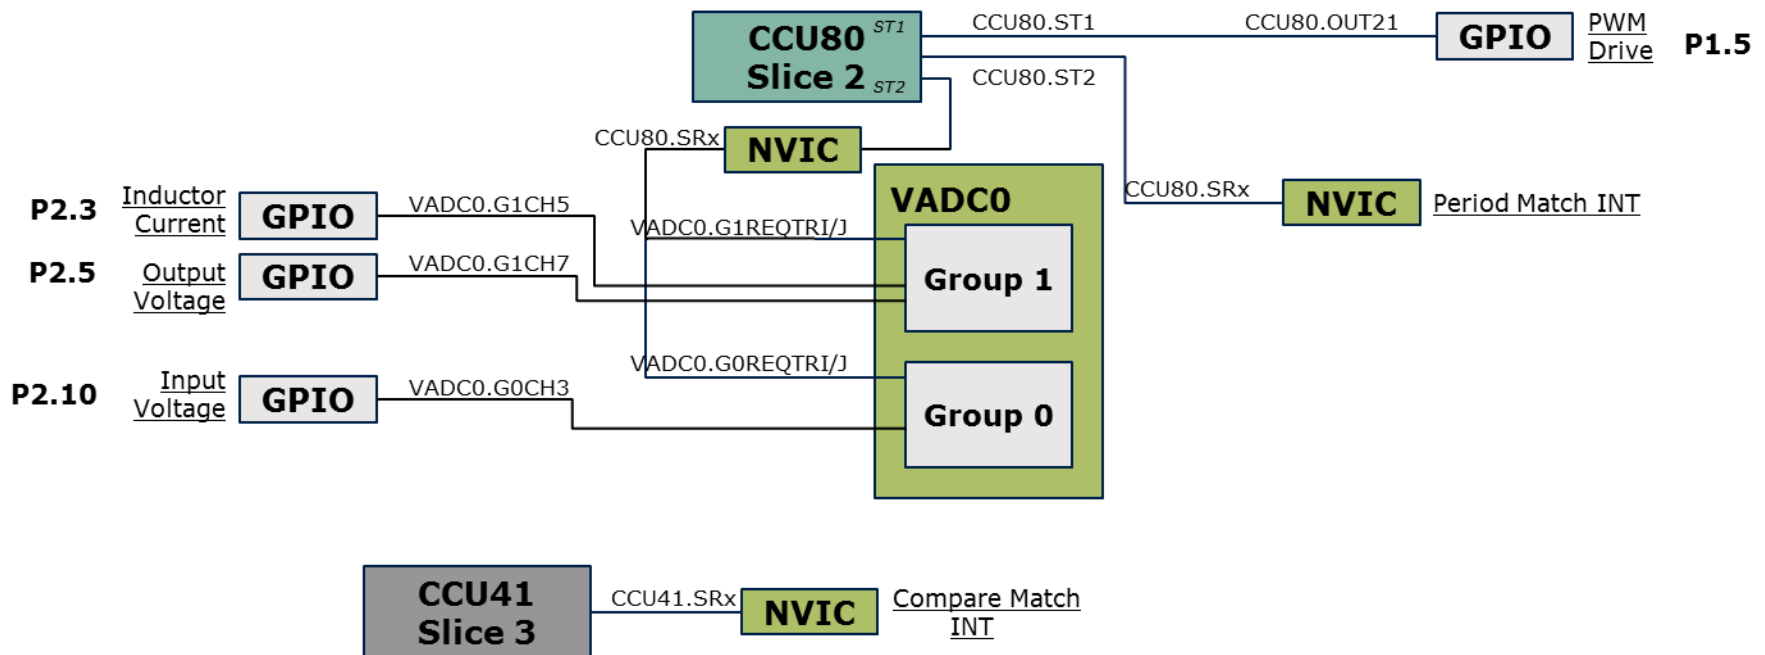 CCU80 ST1
Slice 2 ST2
CCU80.ST1
CCU80.OUT21
GPIO
PWM
Drive
P1.5
CCU80.ST2
CCU80.SRx
NVIC
VADC0
CCU80.SRx
NVIC
Period Match INT
P2.3
Inductor
Current
GPIO
VADC0.G1CH5
VADC0.G1REQTRI/J
Group 1
P2.5
Output
Voltage
GPIO
VADC0.G1CH7
VADC0.G0REQTRI/J
P2.10
Input
Voltage
GPIO
VADC0.G0CH3
Group 0
CCU41
Slice 3
CCU41.SRx
NVIC
Compare Match
INT